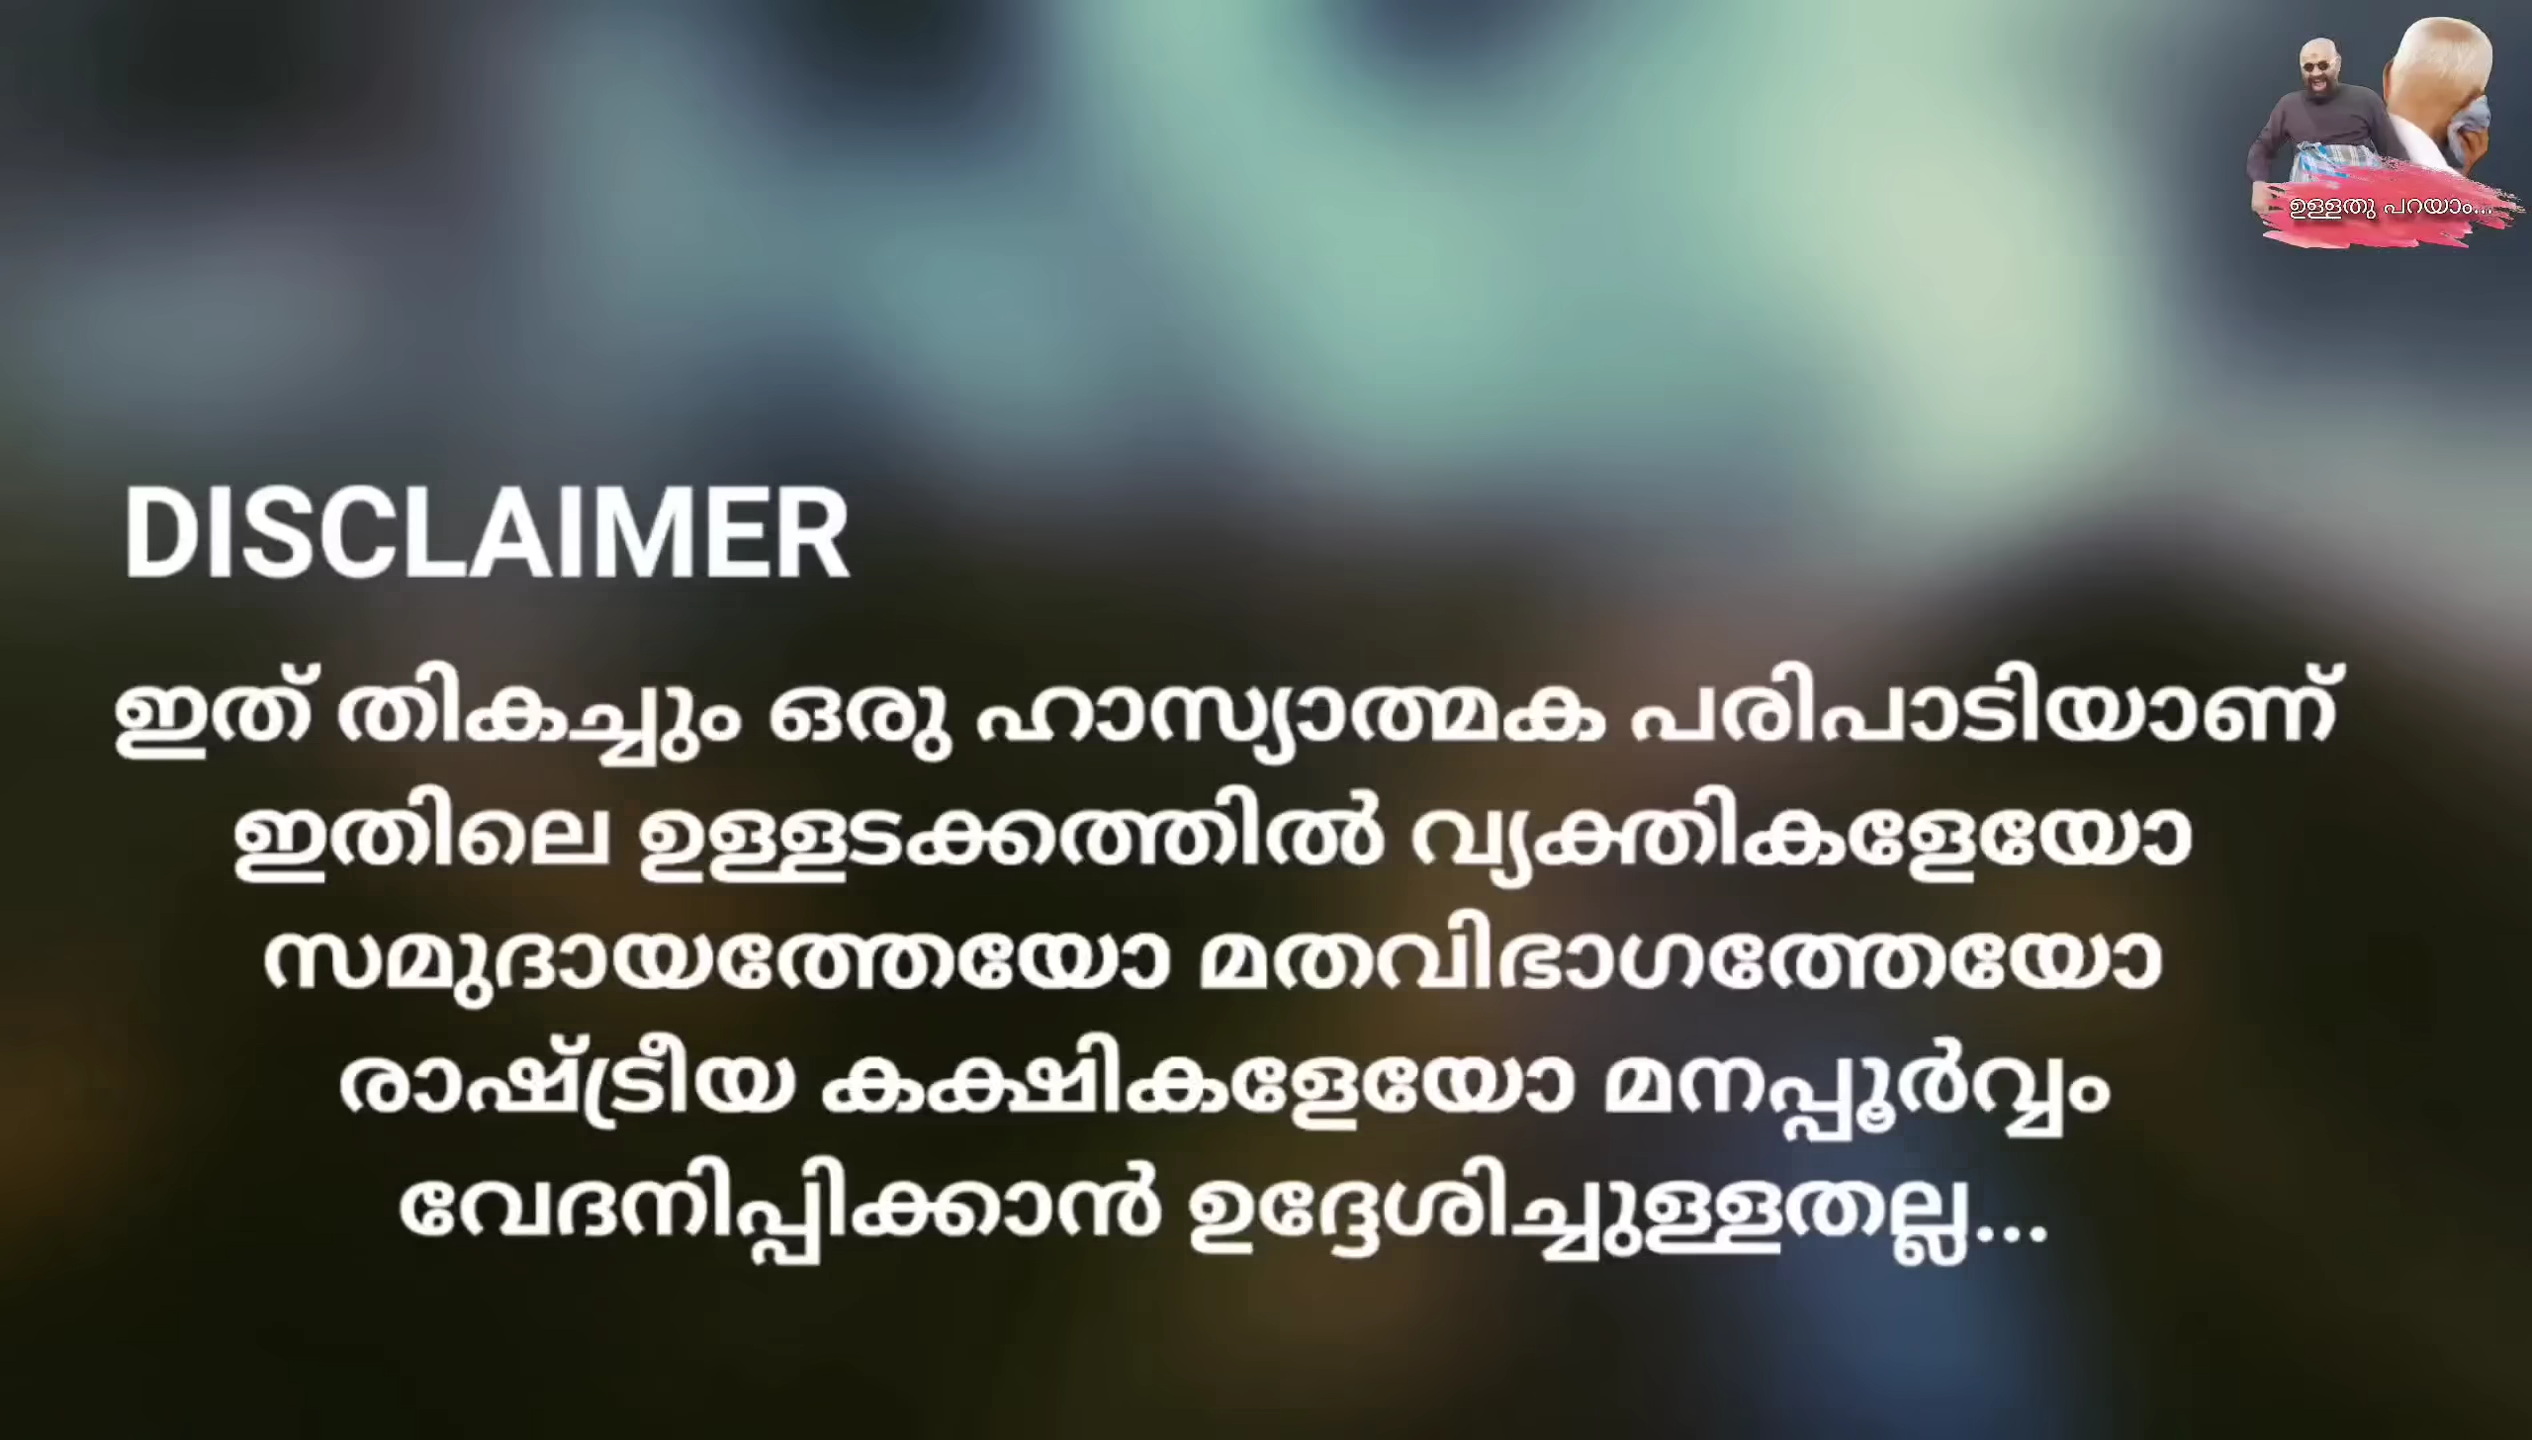 ഉള്ളതു പറയാം...
DISCLAIMER
ഇത് തികച്ചും ഒരു ഹാസ്യാത്മക പരിപാടിയാണ്
ഇതിലെ ഉള്ളടക്കത്തിൽ വ്യക്തികളേയോ
സമുദായത്തേയോ മതവിഭാഗത്തേയോ
രാഷ്ട്രീയ കക്ഷികളേയോ മനപ്പൂർവ്വം
വേദനിപ്പിക്കാൻ ഉദ്ദേശിച്ചുള്ളതല്ല...